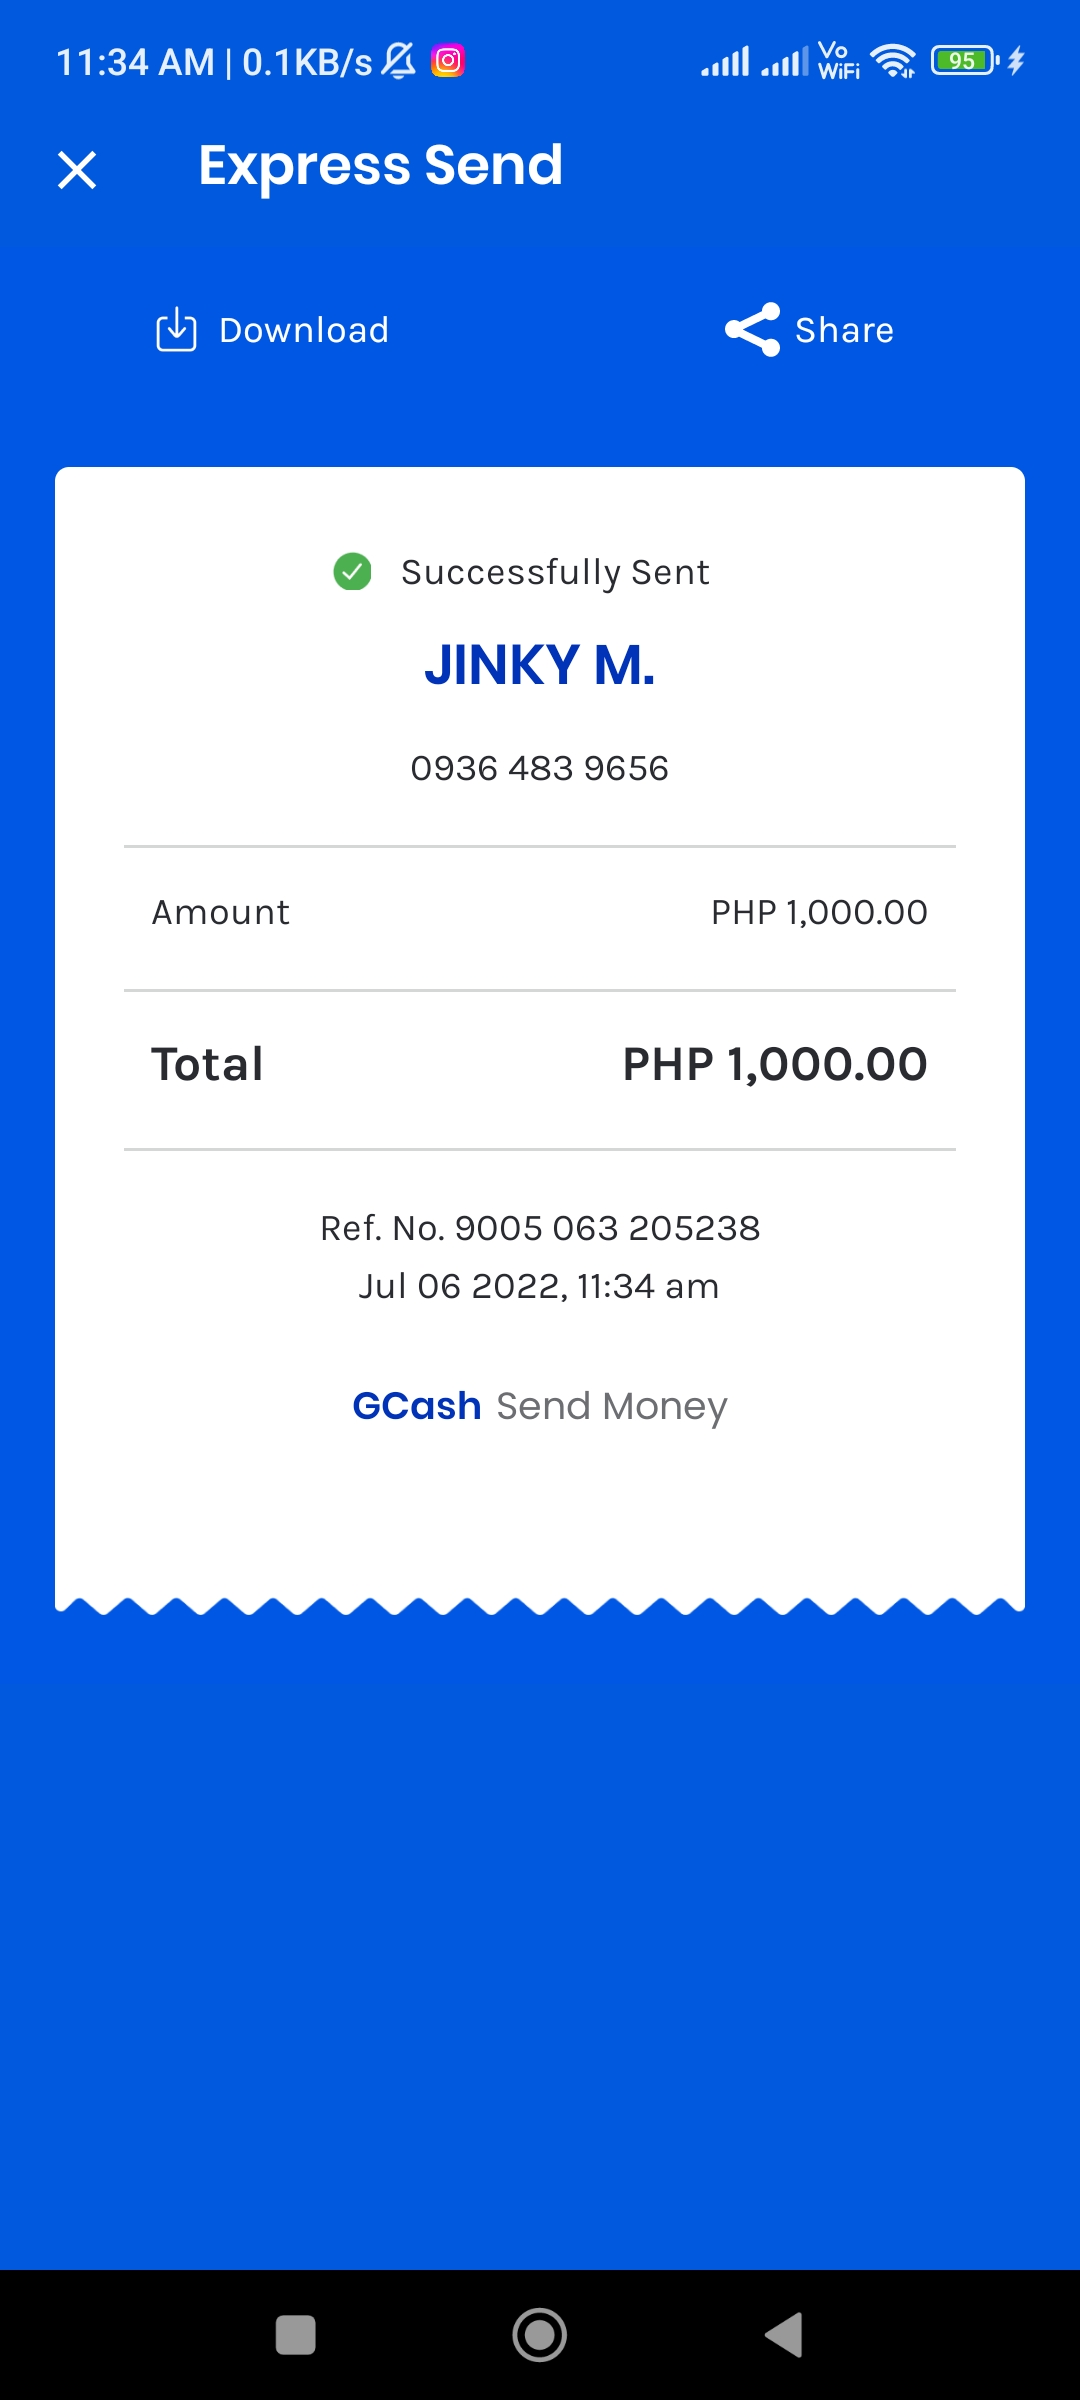 11:34 AM | 0.1KB/s Vo WiFi 95
Express Send
Download Share
Successfully Sent
JINKY M.
0936 483 9656
Amount PHP 1,000.00
Total PHP 1,000.00
Ref. No. 9005 063 205238
Jul 06 2022, 11:34 am
GCash Send Money